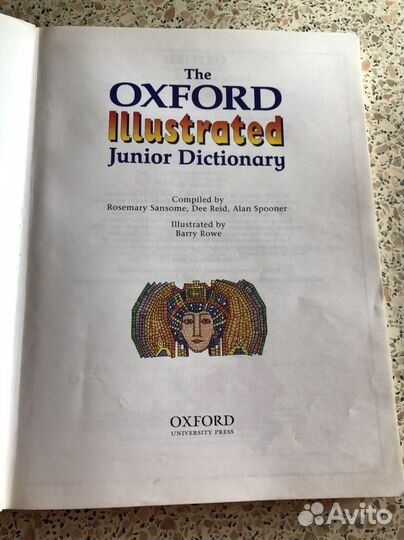 The
OXFORD
Illustrated
Junior Dictionary
Compiled by
Rosemary Sansome, Dee Reid, Alan Spooner
Illustrated by
Barry Rowe
OXFORD
UNIVERSITY PRESS
Avito